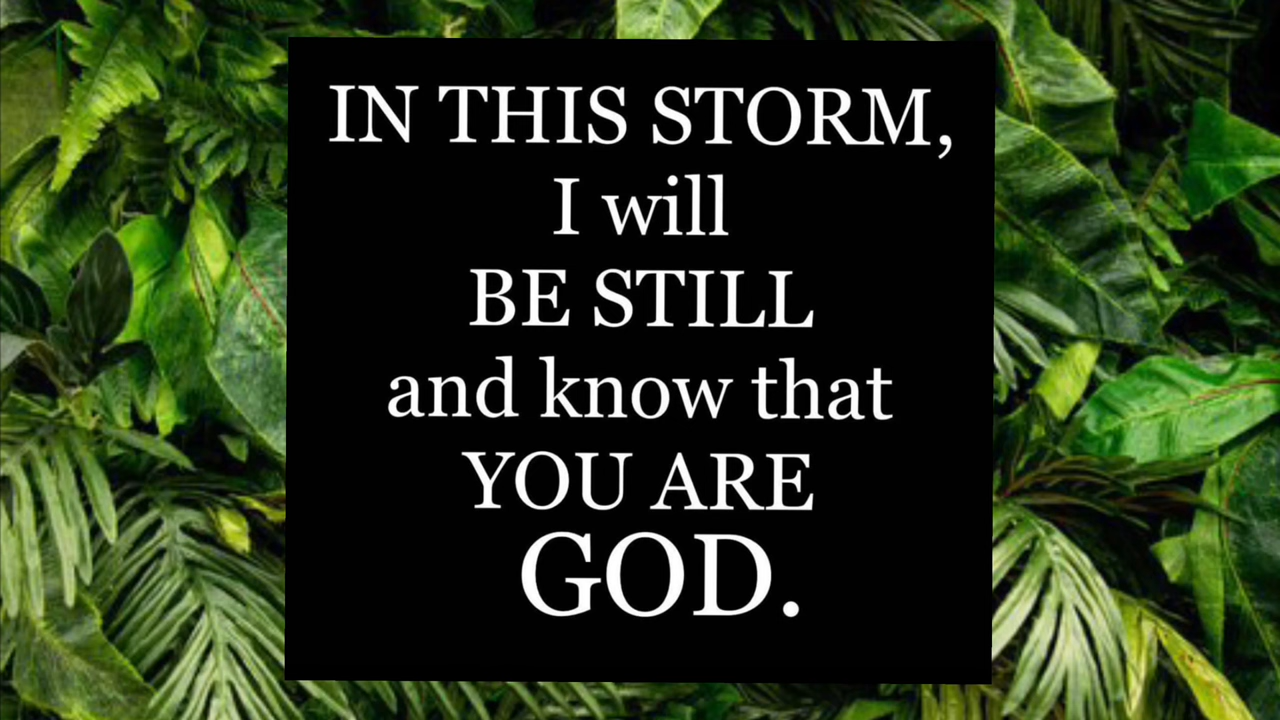 IN THIS STORM,
I will
BE STILL
and know that
YOU ARE
GOD.